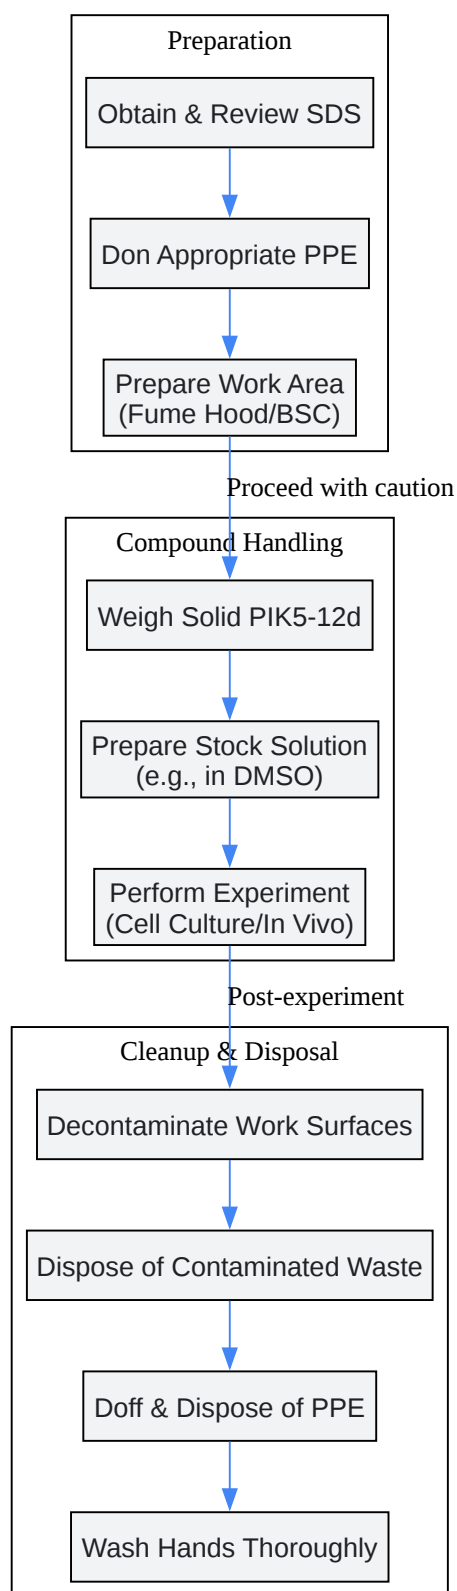 Preparation
Obtain & Review SDS
Don Appropriate PPE
Prepare Work Area
(Fume Hood/BSC)
Proceed with caution
Compound Handling
Weigh Solid PIK5-12d
Prepare Stock Solution
(e.g., in DMSO)
Perform Experiment
(Cell Culture/In Vivo)
Post-experiment
Cleanup & Disposal
Decontaminate Work Surfaces
Dispose of Contaminated Waste
Doff & Dispose of PPE
Wash Hands Thoroughly